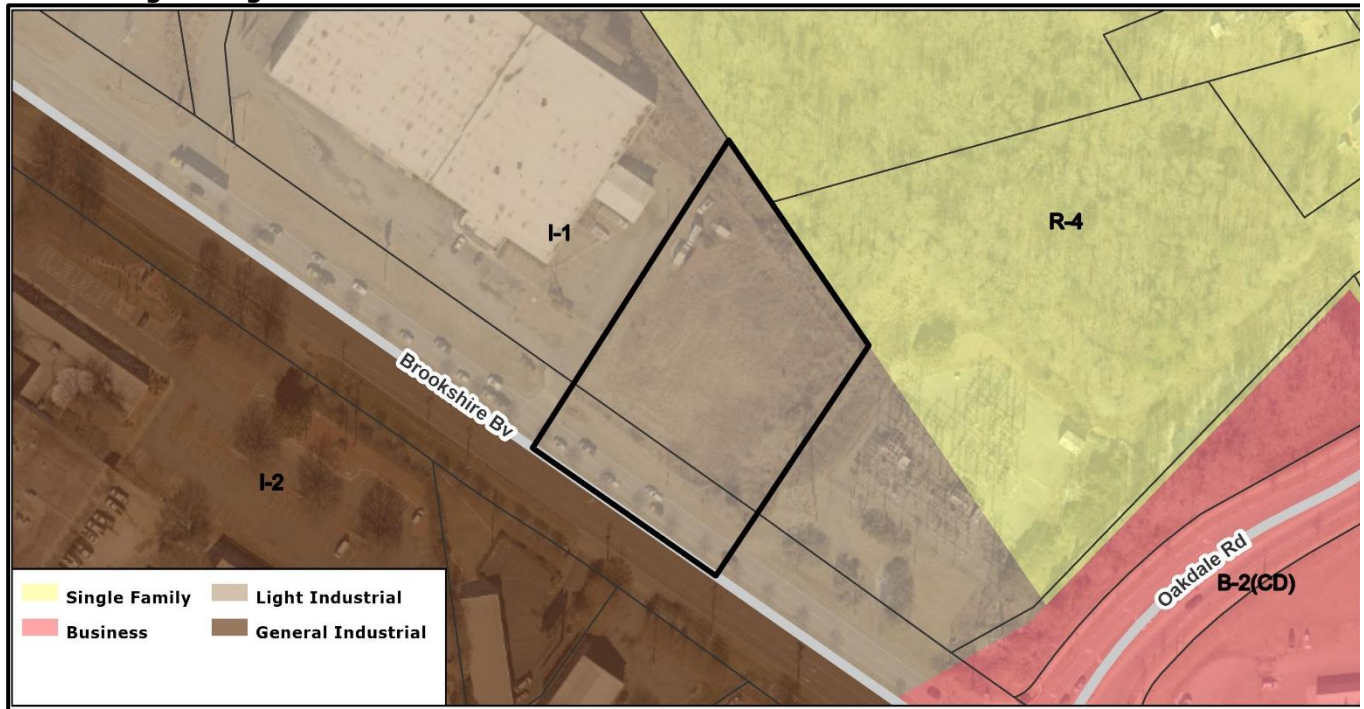 I-1
R-4
Brookshire Bv
I-2
Oakdale Rd
B-2(CD)
Single Family
Light Industrial
Business
General Industrial